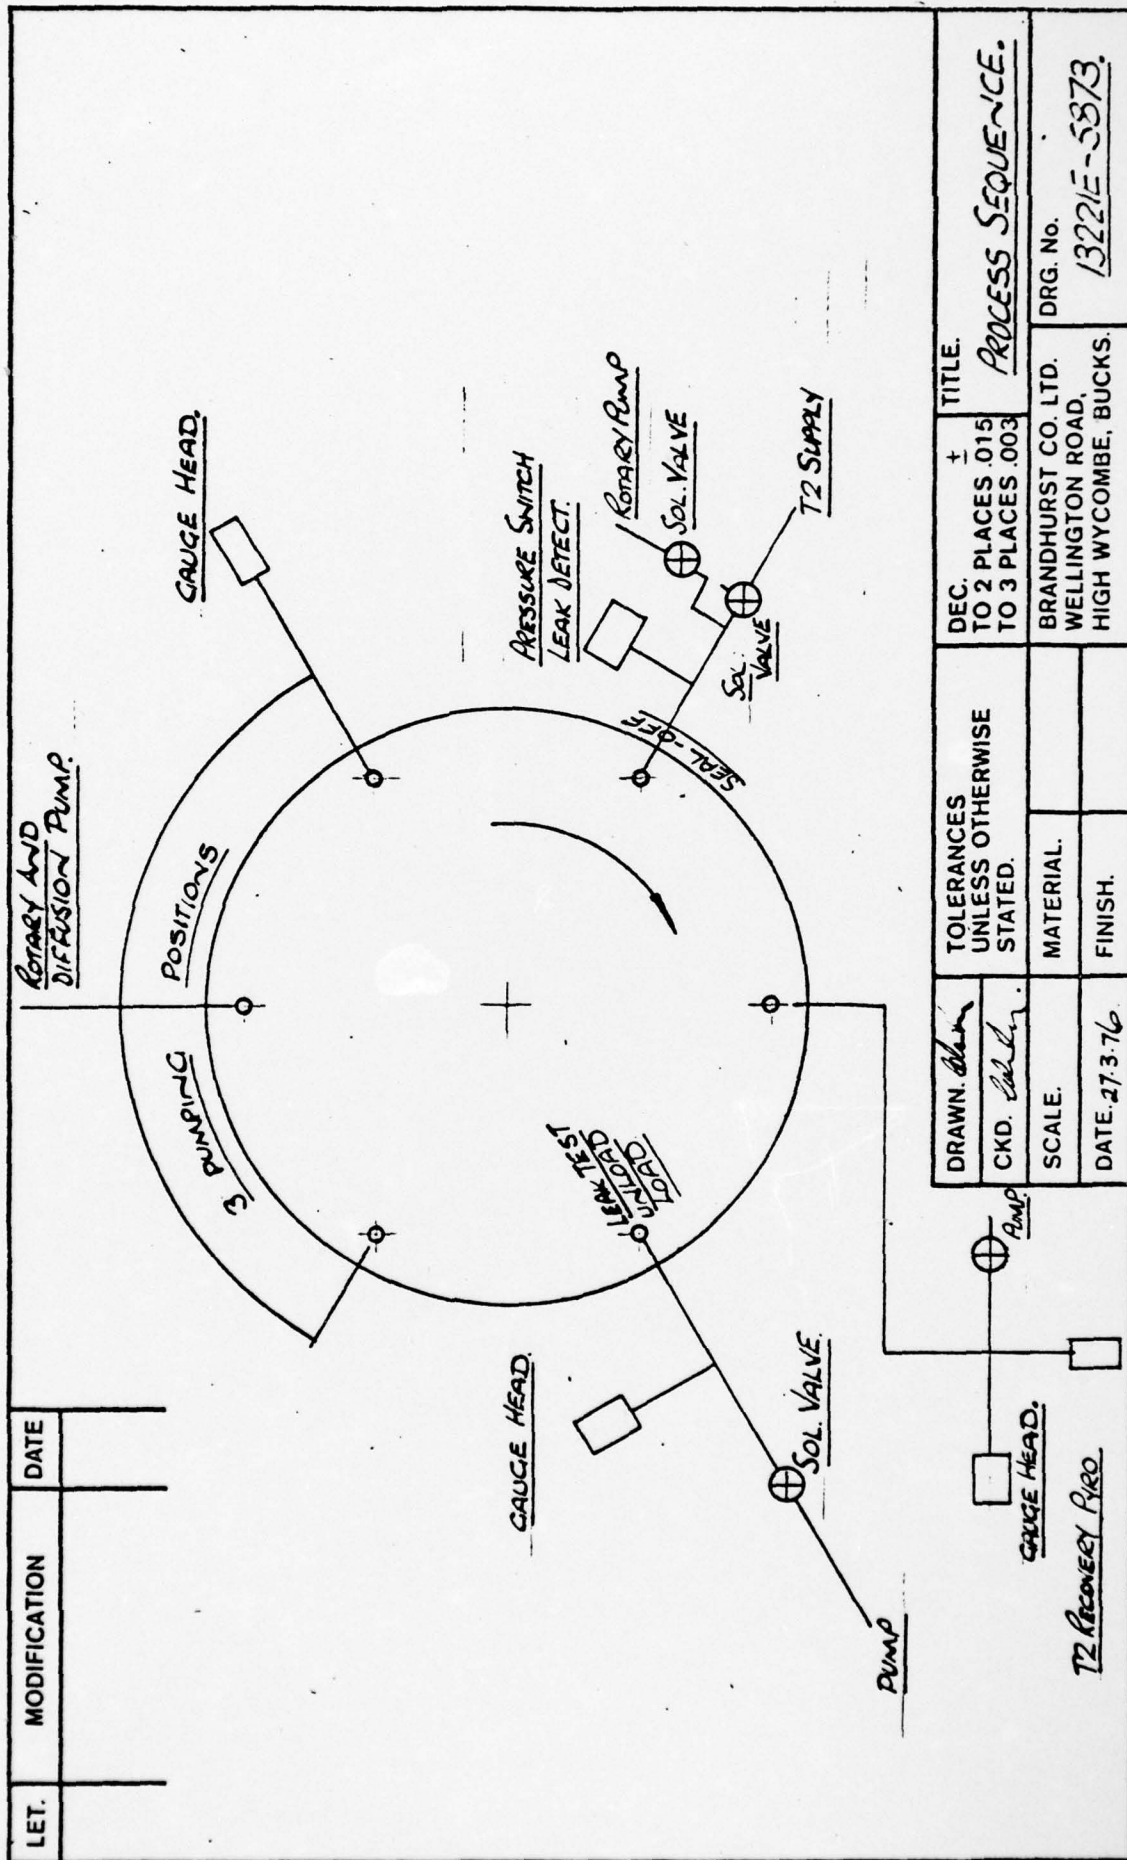 LET.
MODIFICATION
DATE
ROTARY AND
DIFFUSION PUMP.
GAUGE HEAD.
3 PUMPING
POSITIONS
PRESSURE SWITCH
LEAK DETECT.
ROTARY PUMP
SOL. VALVE
SOL.
VALVE
T2 SUPPLY
SEAL-OFF
LEAK TEST
UNLOAD
LOAD.
GAUGE HEAD.
SOL. VALVE.
PUMP
PUMP.
GAUGE HEAD.
T2 RECOVERY PYRO
DRAWN.
CKD.
SCALE.
DATE. 27.3.76.
TOLERANCES
UNLESS OTHERWISE
STATED.
MATERIAL.
FINISH.
DEC. ±
TO 2 PLACES .015
TO 3 PLACES .003
TITLE.
PROCESS SEQUENCE.
BRANDHURST CO. LTD.
WELLINGTON ROAD,
HIGH WYCOMBE, BUCKS.
DRG. No.
13221E-5873.